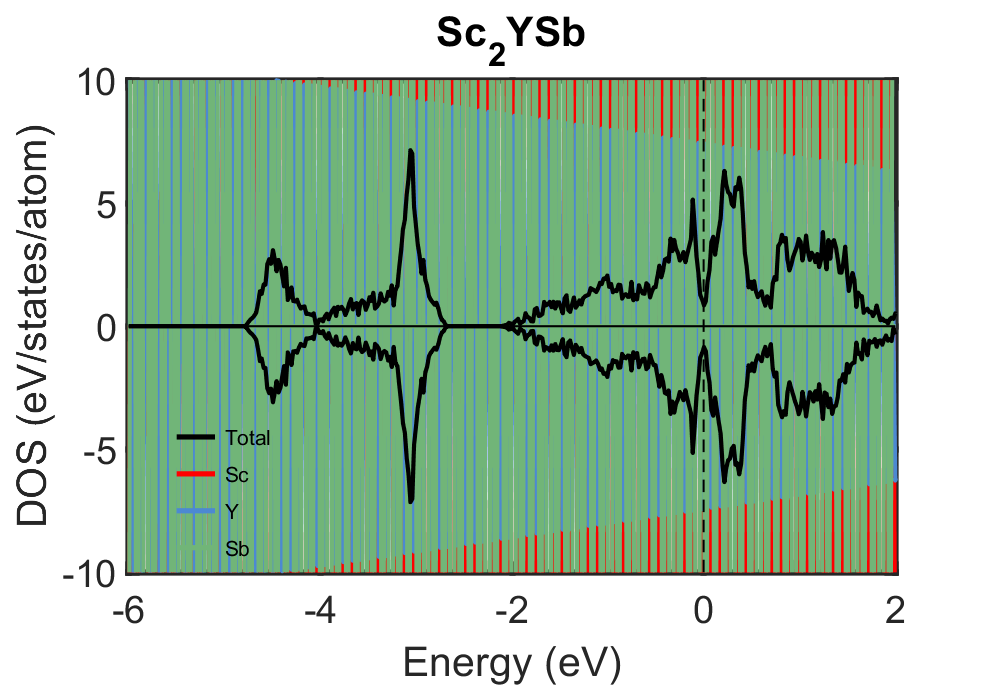 Sc2YSb
DOS (eV/states/atom)
10
5
0
-5
-10
Total
Sc
Y
Sb
-6
-4
-2
0
2
Energy (eV)